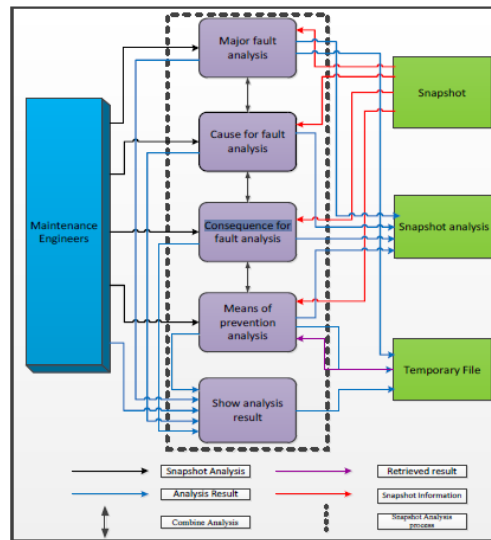 Major fault
analysis
Snapshot
Cause for fault
analysis
Maintenance
Engineers
Consequence for
fault analysis
Snapshot analysis
Means of
prevention
analysis
Temporary File
Show analysis
result
Snapshot Analysis
Retrieved result
Analysis Result
Snapshot Information
Combine Analysis
Snapshot Analysis
process